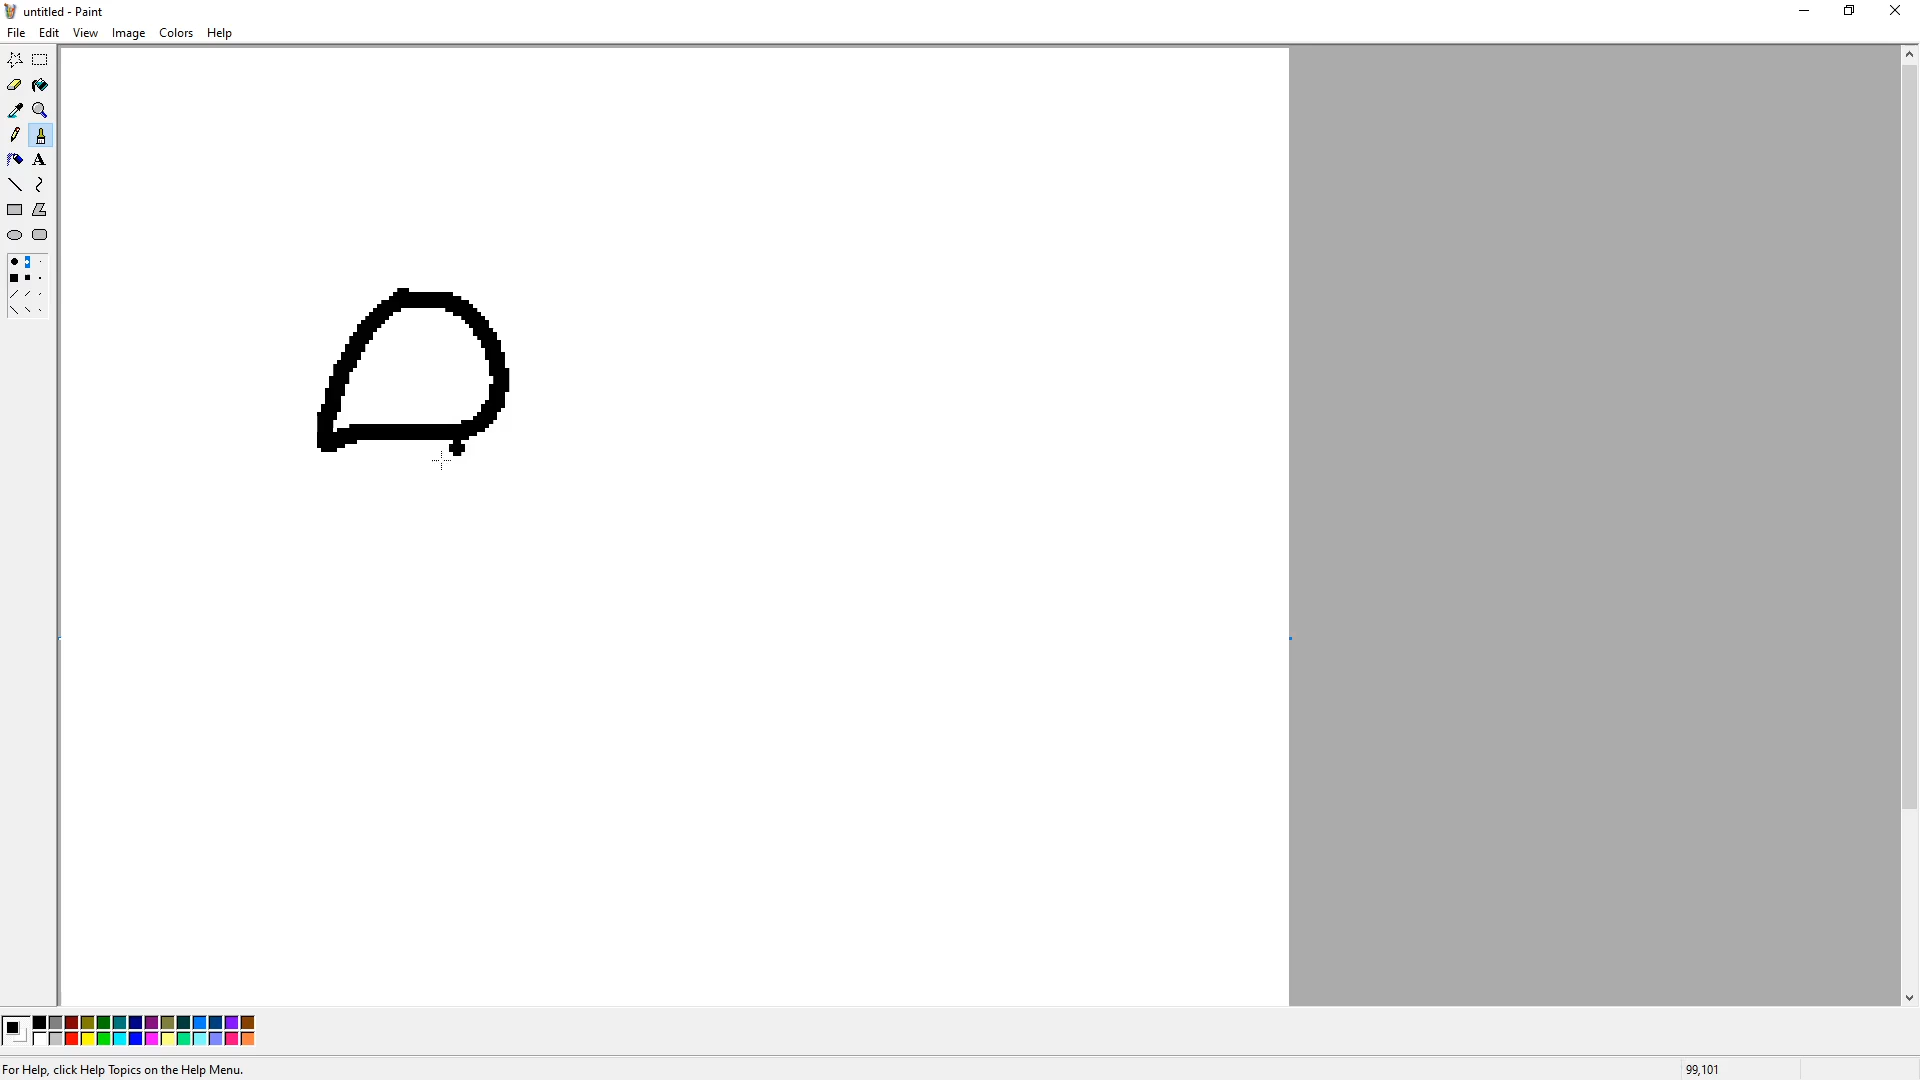 untitled - Paint
File Edit View Image Colors Help
A
For Help, click Help Topics on the Help Menu.
99,101